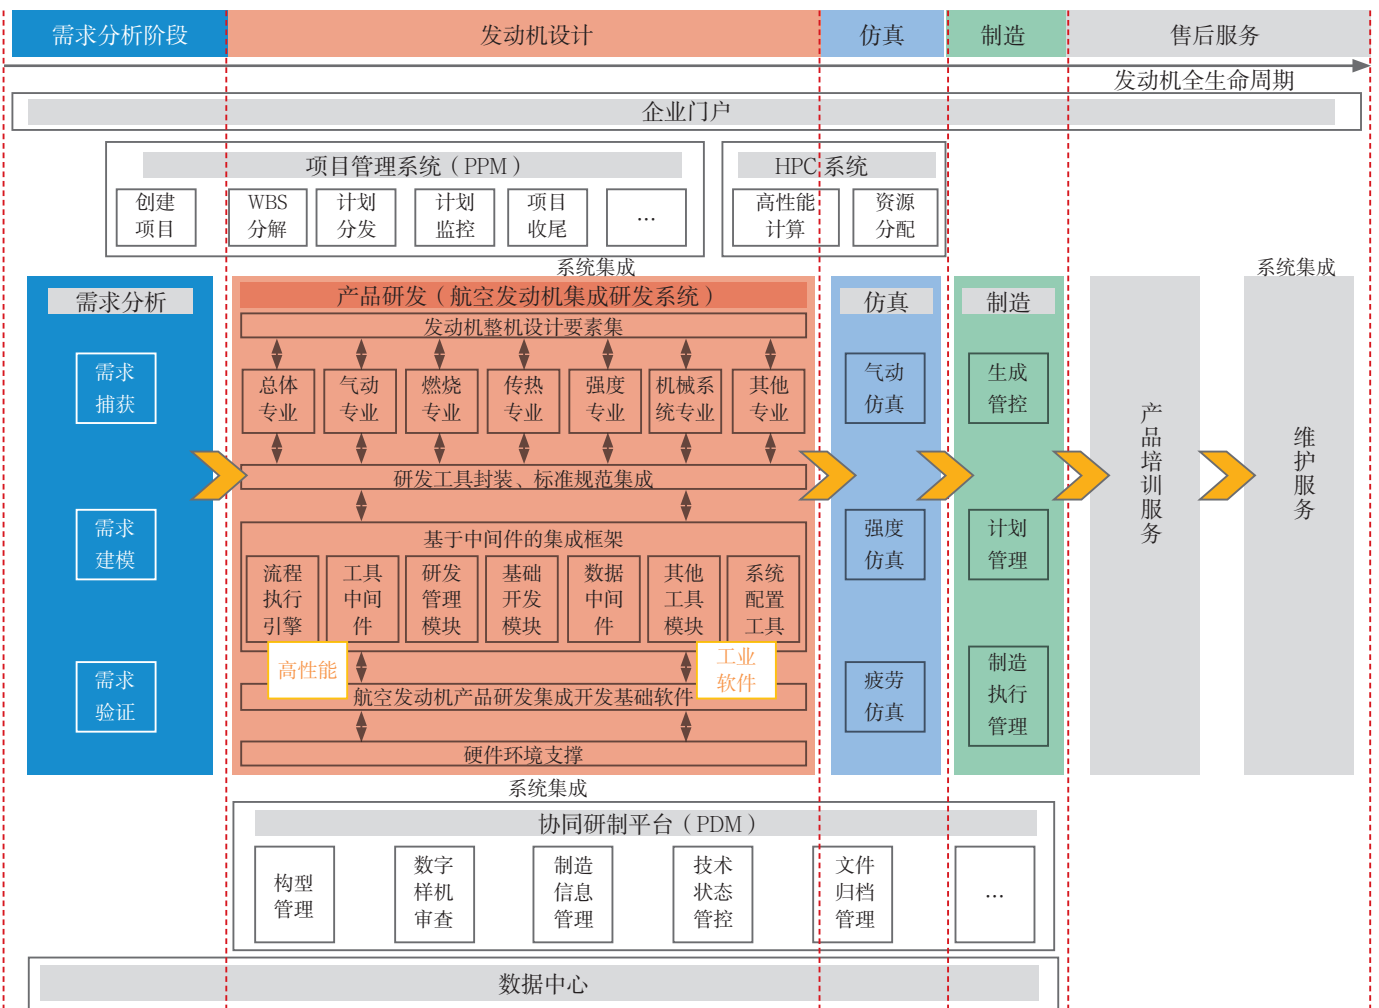 需求分析阶段
发动机设计
仿真
制造
售后服务
发动机全生命周期
企业门户
项目管理系统（PPM）
HPC 系统
创建
项目
WBS
分解
计划
分发
计划
监控
项目
收尾
…
高性能
计算
资源
分配
系统集成
系统集成
需求分析
需求
捕获
需求
建模
需求
验证
产品研发（航空发动机集成研发系统）
发动机整机设计要素集
总体
专业
气动
专业
燃烧
专业
传热
专业
强度
专业
机械系
统专业
其他
专业
研发工具封装、标准规范集成
基于中间件的集成框架
流程
执行
引擎
工具
中间
件
研发
管理
模块
基础
开发
模块
数据
中间
件
其他
工具
模块
系统
配置
工具
高性能
工业
软件
航空发动机产品研发集成开发基础软件
硬件环境支撑
仿真
气动
仿真
强度
仿真
疲劳
仿真
制造
生成
管控
计划
管理
制造
执行
管理
产品培训服务
维护服务
系统集成
协同研制平台（PDM）
构型
管理
数字
样机
审查
制造
信息
管理
技术
状态
管控
文件
归档
管理
…
数据中心